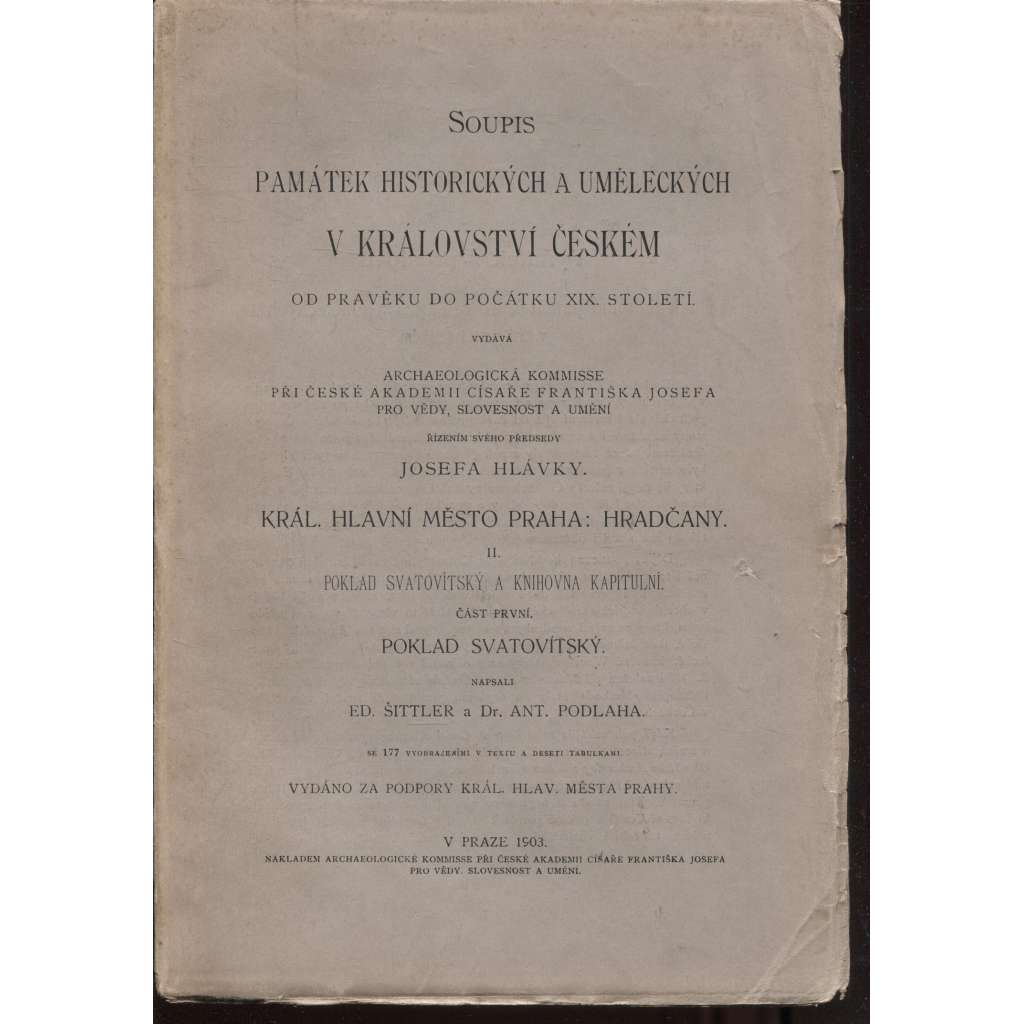 SOUPIS
PAMÁTEK HISTORICKÝCH A UMĚLECKÝCH
V KRÁLOVSTVÍ ČESKÉM
OD PRAVĚKU DO POČÁTKU XIX. STOLETÍ.
VYDÁVÁ
ARCHAEOLOGICKÁ KOMMISSE
PŘI ČESKÉ AKADEMII CÍSAŘE FRANTIŠKA JOSEFA
PRO VĚDY, SLOVESNOST A UMĚNÍ
ŘÍZENÍM SVÉHO PŘEDSEDY
JOSEFA HLÁVKY.
KRÁL. HLAVNÍ MĚSTO PRAHA: HRADČANY.
II.
POKLAD SVATOVÍTSKÝ A KNIHOVNA KAPITULNÍ.
ČÁST PRVNÍ.
POKLAD SVATOVÍTSKÝ.
NAPSALI
ED. ŠITTLER a Dr. ANT. PODLAHA.
SE 177 VYOBRAZENÍMI V TEXTU A DESETI TABULKAMI.
VYDÁNO ZA PODPORY KRÁL. HLAV. MĚSTA PRAHY.
V PRAZE 1903.
NÁKLADEM ARCHAEOLOGICKÉ KOMMISSE PŘI ČESKÉ AKADEMII CÍSAŘE FRANTIŠKA JOSEFA
PRO VĚDY, SLOVESNOST A UMĚNÍ.